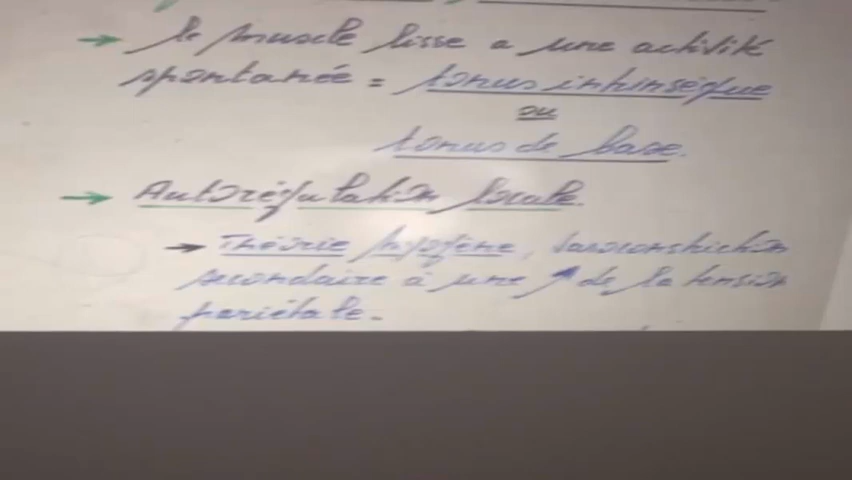 → le muscle lisse a une activité
spontanée = tonus intrinsèque
ou
tonus de base.
→ Autorégulation locale.
→ Théorie myogène, vasoconstriction
secondaire à une ↗ de la tension
pariétale.